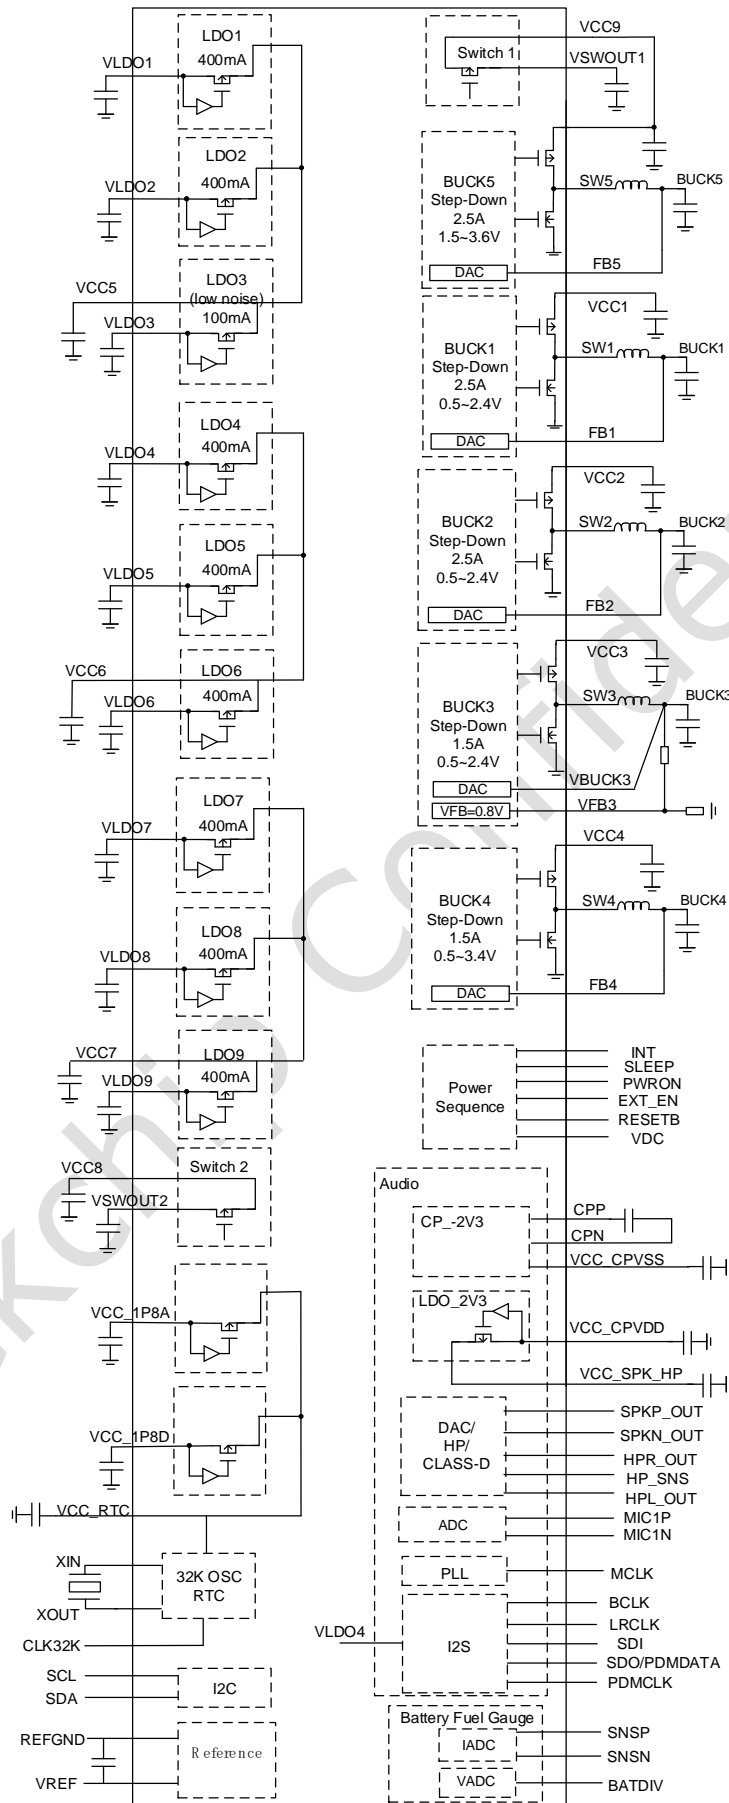 LDO1
400mA
VLDO1
LDO2
400mA
VLDO2
VCC5
LDO3
(low noise)
100mA
VLDO3
LDO4
400mA
VLDO4
LDO5
400mA
VLDO5
VCC6
LDO6
400mA
VLDO6
LDO7
400mA
VLDO7
LDO8
400mA
VLDO8
VCC7
LDO9
400mA
VLDO9
VCC8
Switch 2
VSWOUT2
VCC_1P8A
VCC_1P8D
VCC_RTC
XIN
32K OSC
RTC
XOUT
CLK32K
SCL
SDA
I2C
REFGND
Reference
VREF
VCC9
Switch 1
VSWOUT1
BUCK5
Step-Down
2.5A
1.5~3.6V
DAC
SW5
BUCK5
FB5
VCC1
BUCK1
Step-Down
2.5A
0.5~2.4V
DAC
SW1
BUCK1
FB1
VCC2
BUCK2
Step-Down
2.5A
0.5~2.4V
DAC
SW2
BUCK2
FB2
VCC3
BUCK3
Step-Down
1.5A
0.5~2.4V
DAC
VFB=0.8V
SW3
BUCK3
VBUCK3
VFB3
VCC4
BUCK4
Step-Down
1.5A
0.5~3.4V
DAC
SW4
BUCK4
FB4
Power
Sequence
INT
SLEEP
PWRON
EXT_EN
RESETB
VDC
Audio
CP_-2V3
CPP
CPN
VCC_CPVSS
LDO_2V3
VCC_CPVDD
VCC_SPK_HP
DAC/
HP/
CLASS-D
SPKP_OUT
SPKN_OUT
HPR_OUT
HP_SNS
HPL_OUT
ADC
MIC1P
MIC1N
PLL
MCLK
VLDO4
I2S
BCLK
LRCLK
SDI
SDO/PDMDATA
PDMCLK
Battery Fuel Gauge
IADC
SNSP
SNSN
VADC
BATDIV